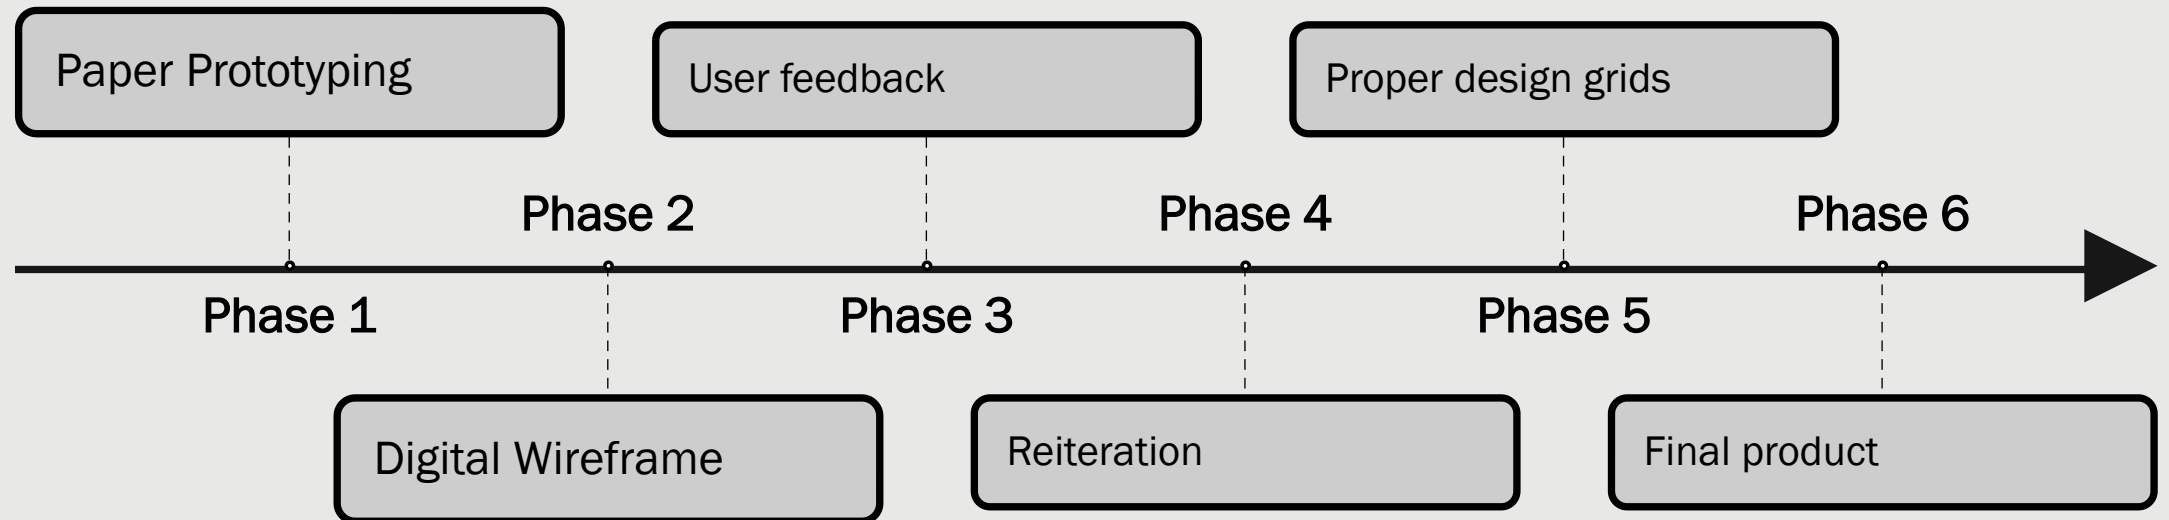 Paper Prototyping
User feedback
Proper design grids
Phase 2
Phase 4
Phase 6
Phase 1
Phase 3
Phase 5
Digital Wireframe
Reiteration
Final product